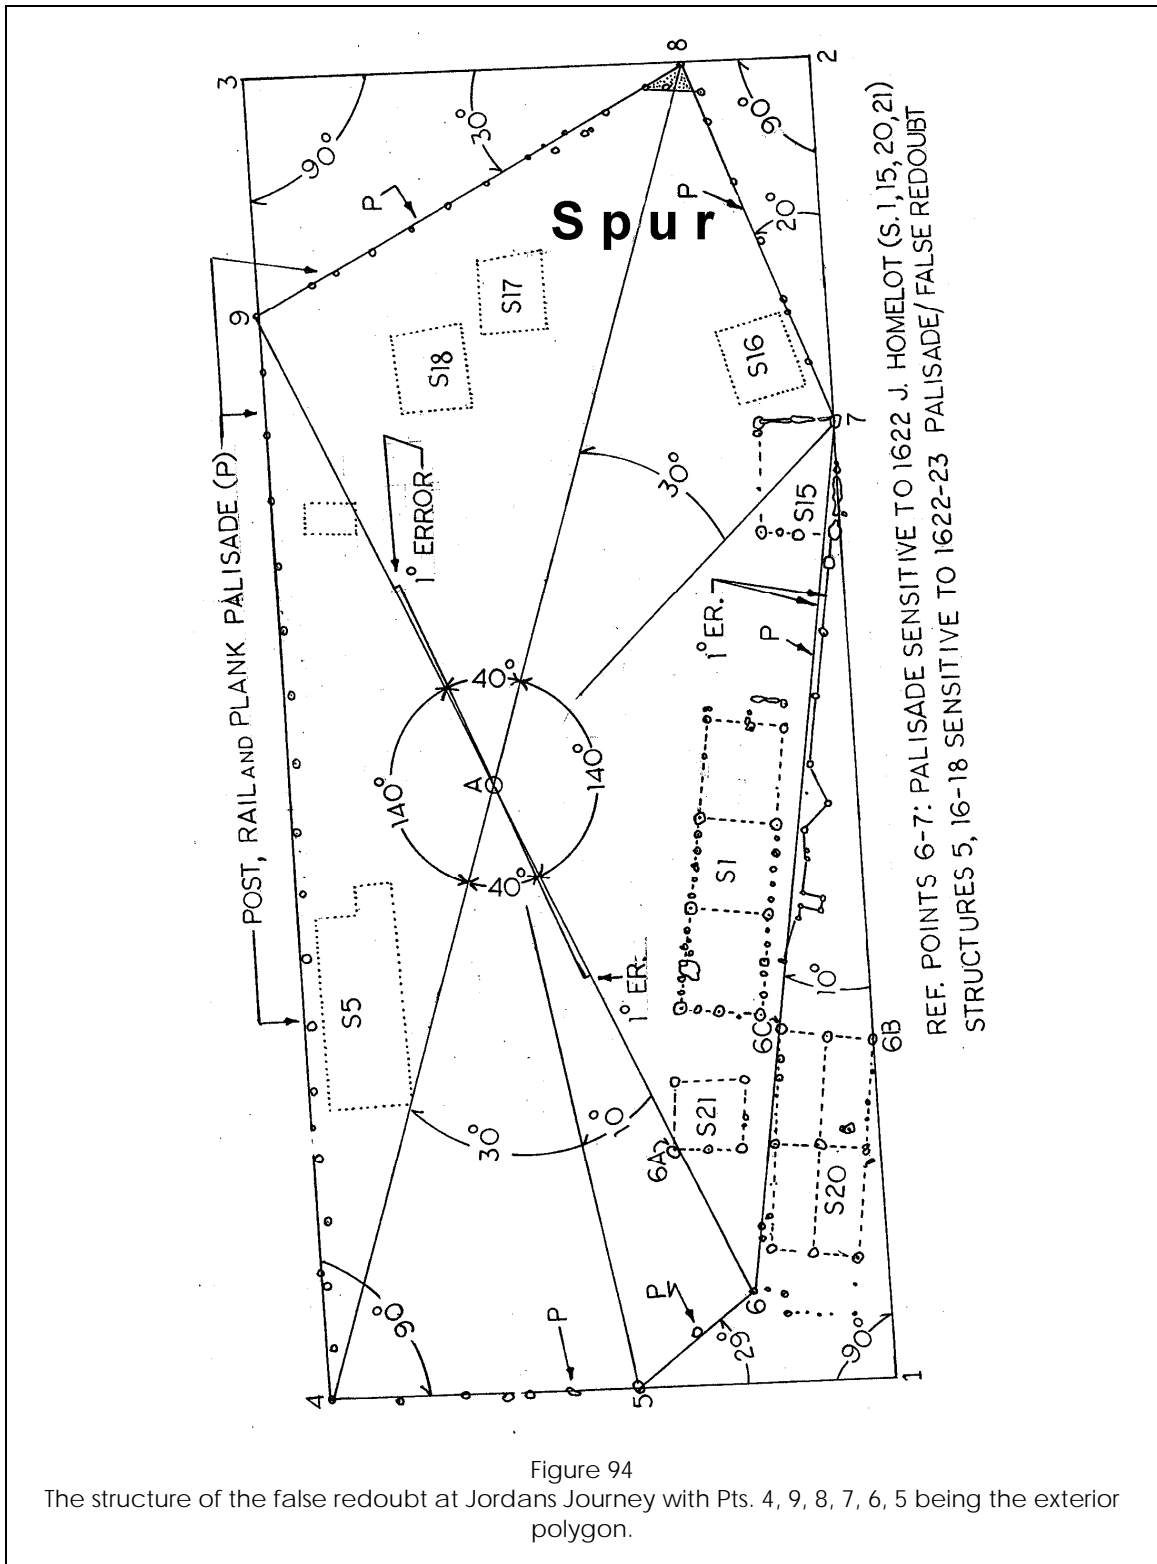 3
8
2
90°
30°
90°
P
P
20°
Spur
9
S17
S18
S16
7
POST, RAIL AND PLANK PALISADE (P)
1° ERROR
30°
S15
1° ER.
P
40°
A
140°
140°
40°
S1
S5
1° ER.
10°
6C
6B
30°
10°
6A
S21
S20
90°
P
P
6
29°
90°
4
5
1
REF. POINTS 6-7: PALISADE SENSITIVE TO 1622 J. HOMELOT (S. 1, 15, 20, 21)
STRUCTURES 5, 16-18 SENSITIVE TO 1622-23 PALISADE/FALSE REDOUBT
Figure 94
The structure of the false redoubt at Jordans Journey with Pts. 4, 9, 8, 7, 6, 5 being the exterior
polygon.